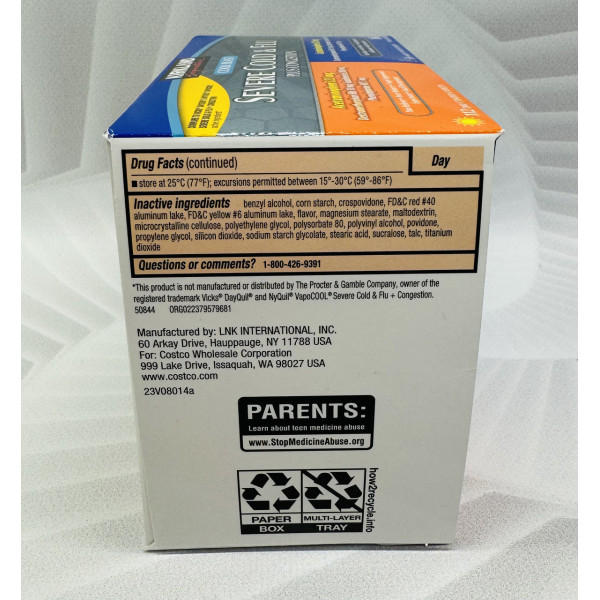 KIRKLAND
COLD & FLU
SEVERE COLD & FLU
PLUS CONGESTION
Drug Facts (continued)
Day
■ store at 25°C (77°F); excursions permitted between 15°-30°C (59°-86°F)
Inactive ingredients benzyl alcohol, corn starch, crospovidone, FD&C red #40
aluminum lake, FD&C yellow #6 aluminum lake, flavor, magnesium stearate, maltodextrin,
microcrystalline cellulose, polyethylene glycol, polysorbate 80, polyvinyl alcohol, povidone,
propylene glycol, silicon dioxide, sodium starch glycolate, stearic acid, sucralose, talc, titanium
dioxide
Questions or comments? 1-800-426-9391
*This product is not manufactured or distributed by The Procter & Gamble Company, owner of the
registered trademark Vicks® DayQuil® and NyQuil® VapoCOOL® Severe Cold & Flu + Congestion.
50844 ORG022379579681
Manufactured by: LNK INTERNATIONAL, INC.
60 Arkay Drive, Hauppauge, NY 11788 USA
For: Costco Wholesale Corporation
999 Lake Drive, Issaquah, WA 98027 USA
www.costco.com
23V08014a
PARENTS:
Learn about teen medicine abuse
www.StopMedicineAbuse.org
PAPER
BOX
MULTI-LAYER
TRAY
how2recycle.info